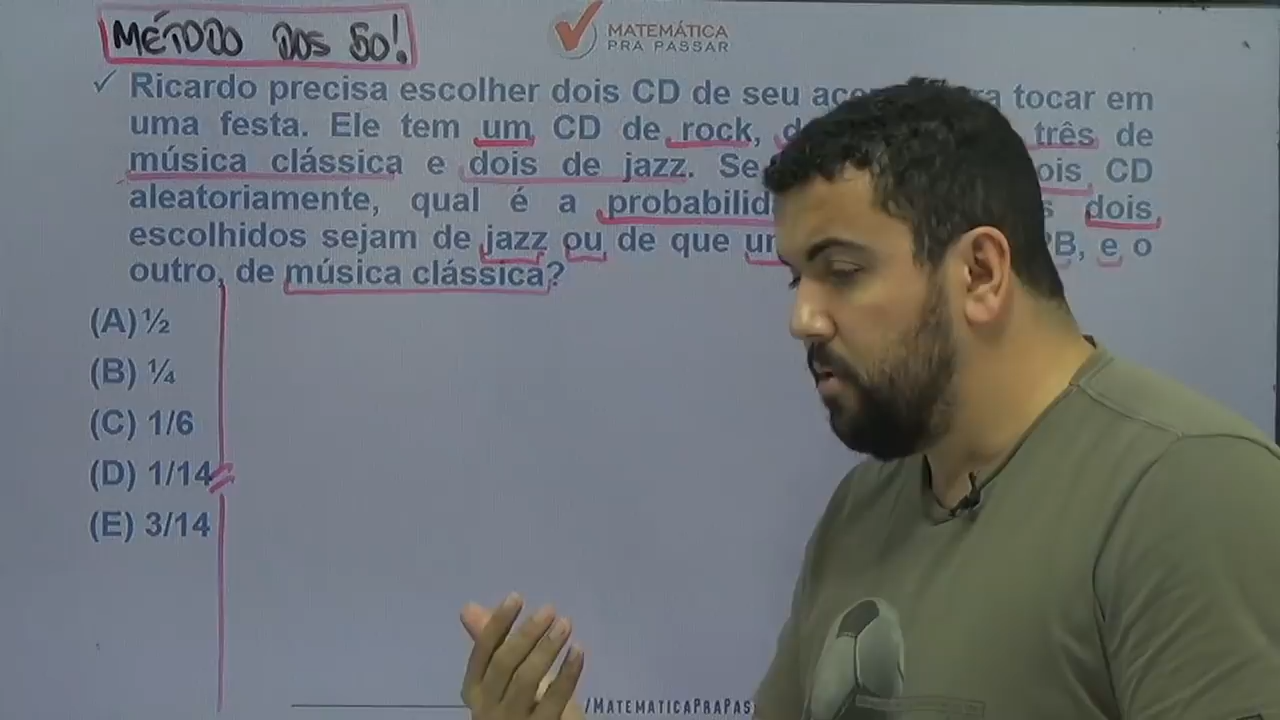 MÉTODO DOS 50!
MATEMÁTICA
PRA PASSAR
✓ Ricardo precisa escolher dois CD de seu tocar em
uma festa. Ele tem um CD de rock, três de
música clássica e dois de jazz. Se CD
aleatoriamente, qual é a dois
escolhidos sejam de jazz ou de que e o
outro, de música clássica?
(A) ½
(B) ¼
(C) 1/6
(D) 1/14
(E) 3/14